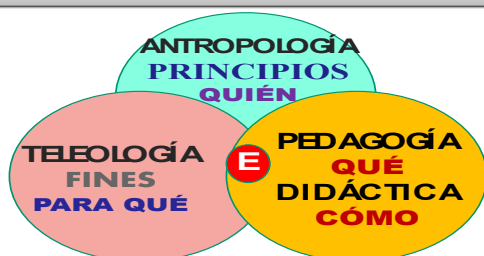 ANTROPOLOGÍA
PRINCIPIOS
QUIÉN
TELEOLOGÍA
FINES
PARA QUÉ
E
PEDAGOGÍA
QUÉ
DIDÁCTICA
CÓMO